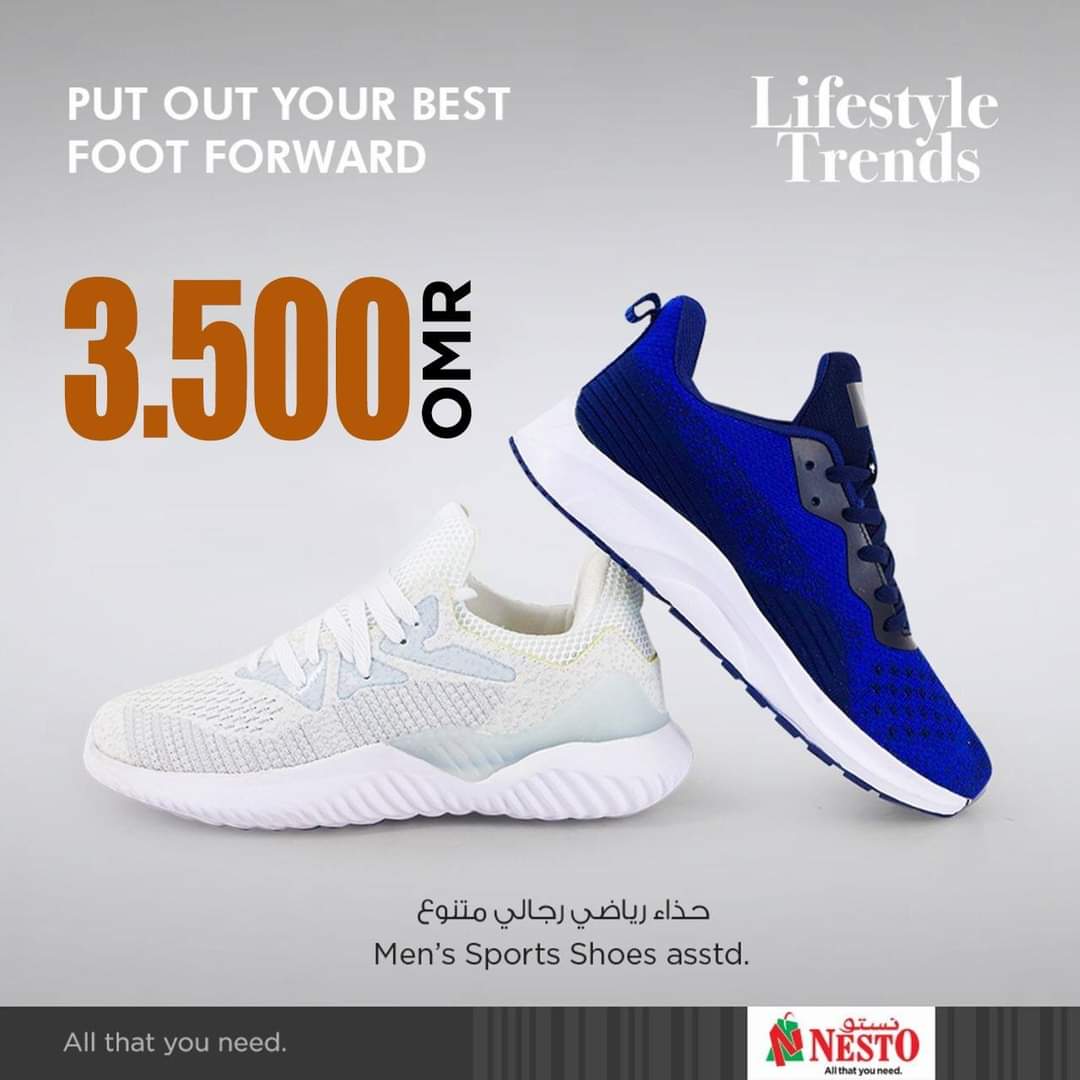 PUT OUT YOUR BEST
FOOT FORWARD
Lifestyle
Trends
3.500
OMR
حذاء رياضي رجالي متنوع
Men's Sports Shoes asstd.
All that you need.
نستو
NESTO
All that you need.